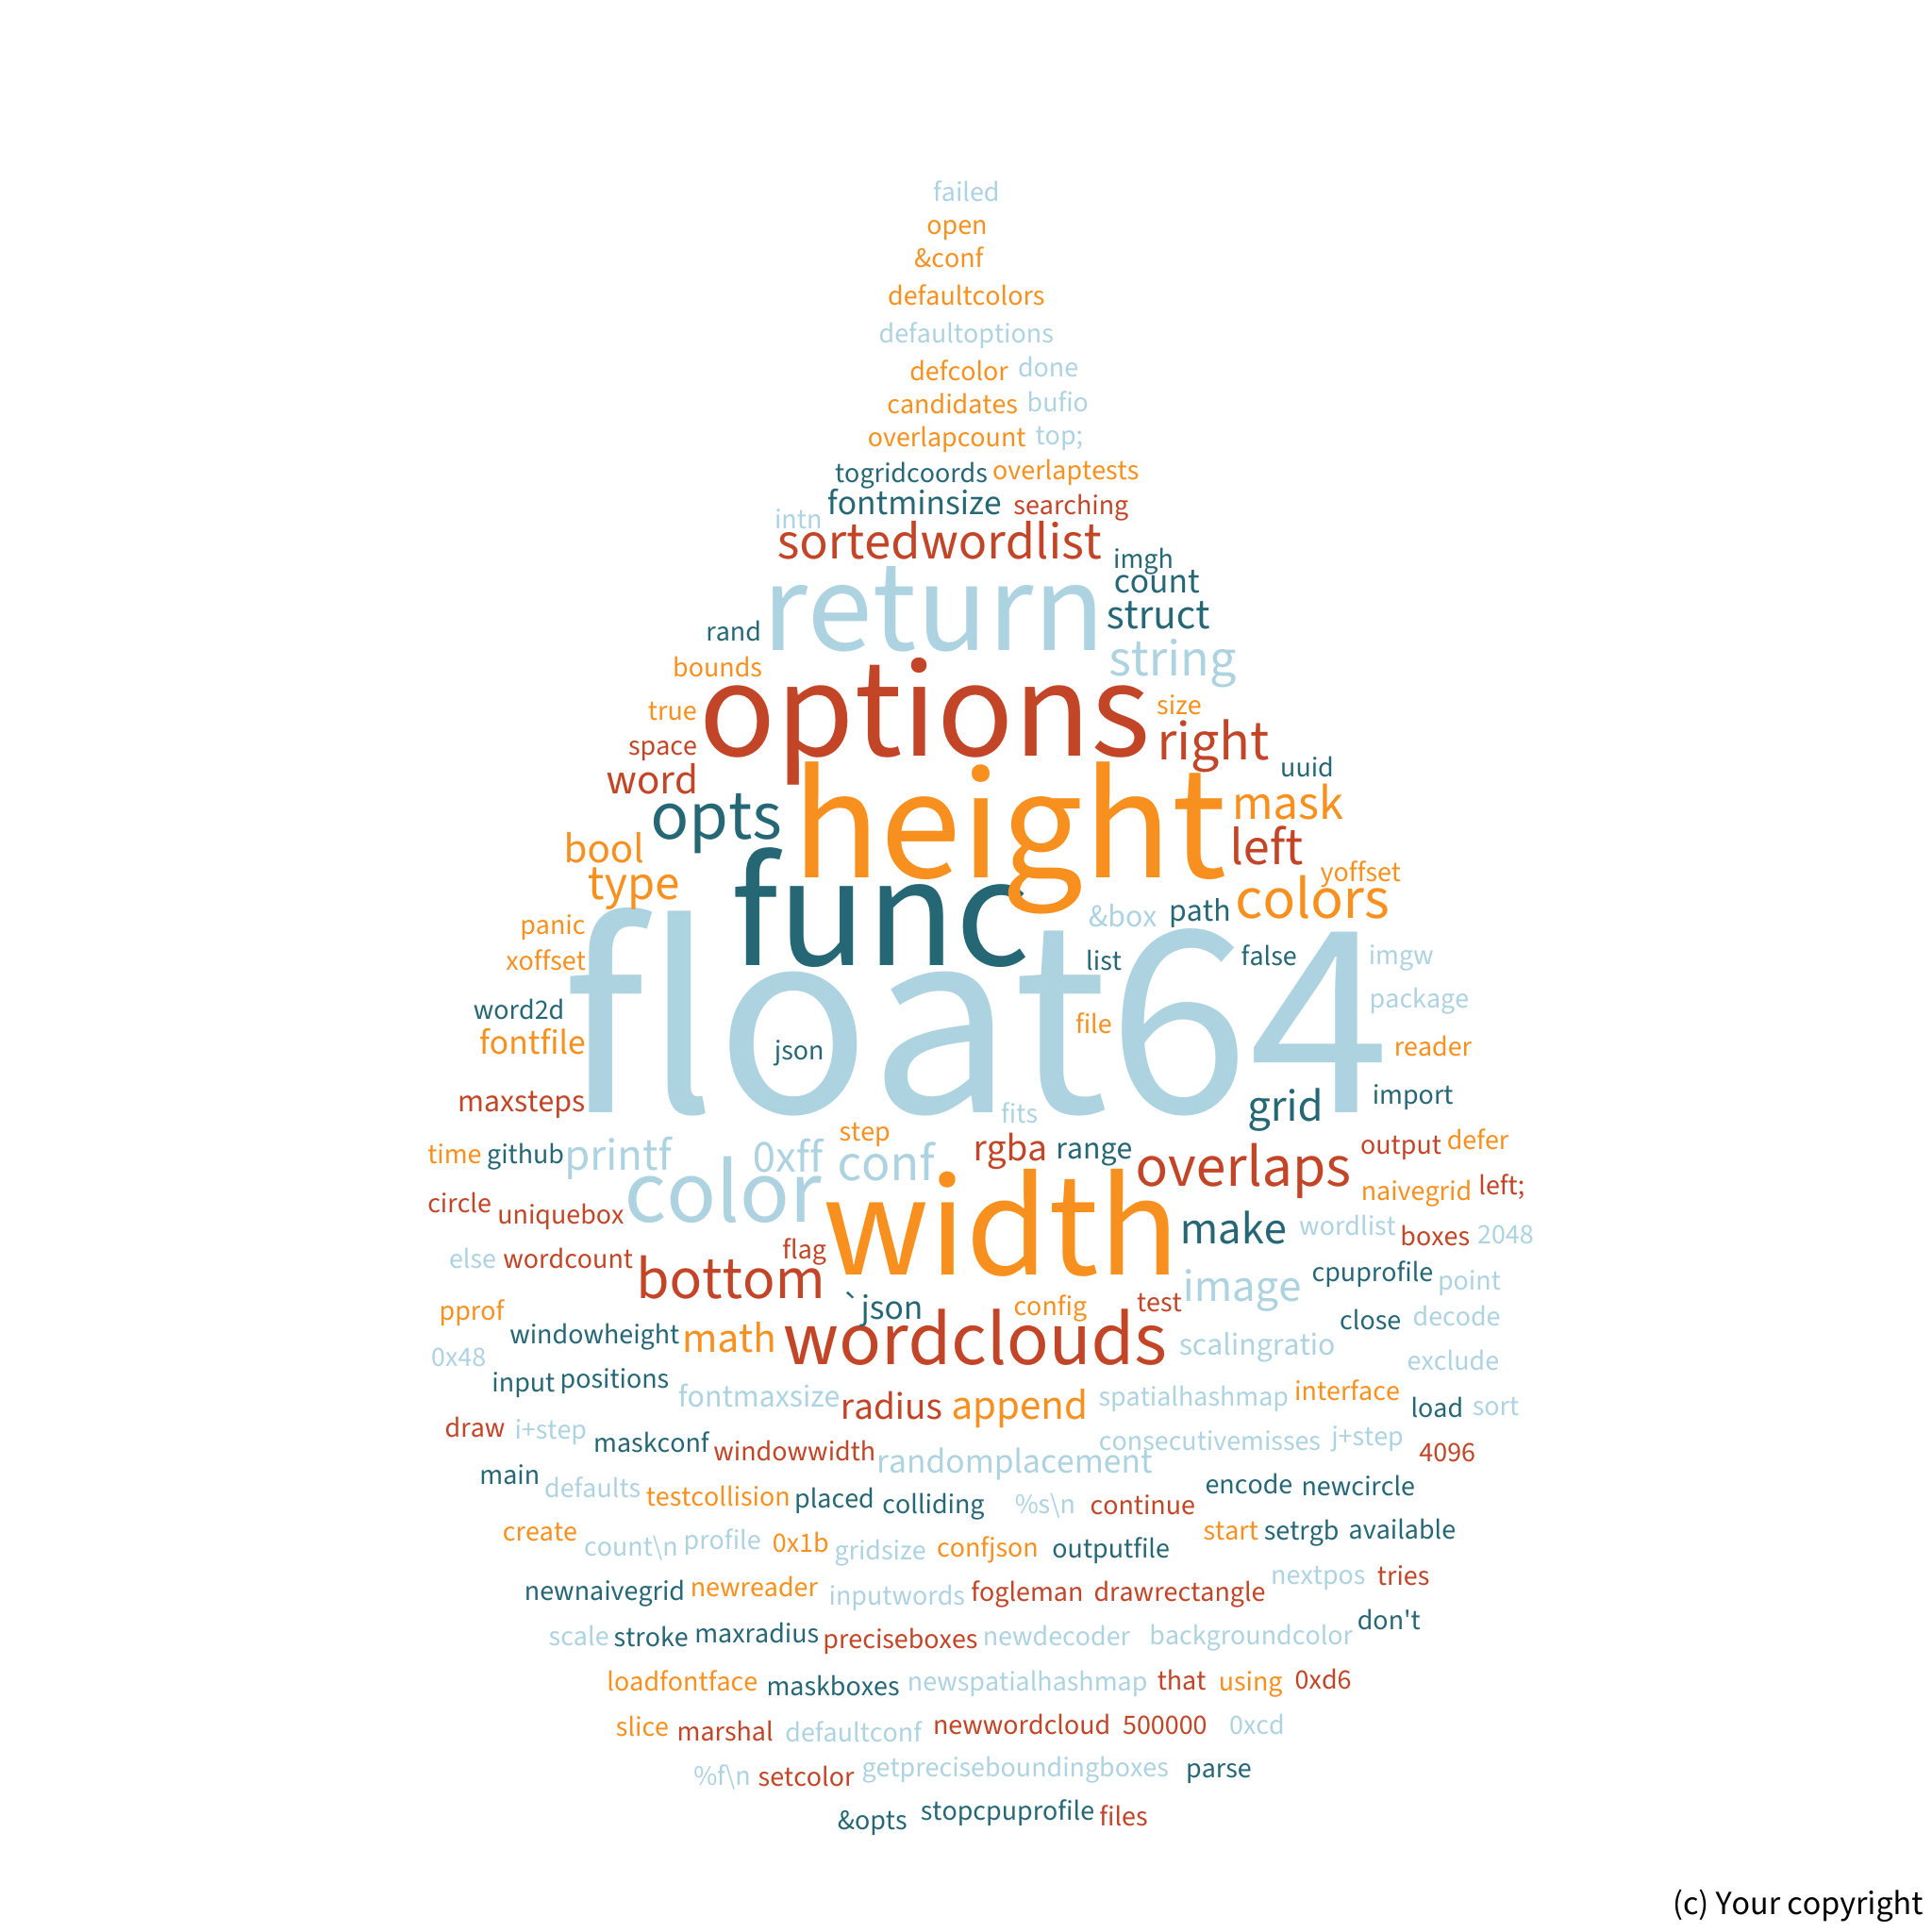 failed
open
&conf
defaultcolors
defaultoptions
defcolor done
candidates bufio
overlapcount top;
togridcoords overlaptests
fontminsize searching
intn
sortedwordlist
imgh
count
return
struct
rand
string
bounds
options
size
true
right
space
uuid
word
height
mask
opts
left
bool
yoffset
type
func
colors
&box path
panic
xoffset
list
false
imgw
float64
package
word2d
file
fontfile
json
reader
maxsteps
import
grid
fits
step
time github printf 0xff conf rgba range overlaps output defer
color
circle uniquebox
width
naivegrid left;
make wordlist boxes 2048
else wordcount
flag
bottom
image cpuprofile point
pprof
`json
config
test
windowheight math wordclouds scalingratio close decode
0x48
exclude
input positions
fontmaxsize radius append spatialhashmap interface load sort
draw i+step maskconf windowwidth consecutivemisses j+step 4096
randomplacement
main defaults testcollision placed colliding %s\n continue encode newcircle
create count\n profile 0x1b gridsize confjson outputfile start setrgb available
newnaivegrid newreader inputwords fogleman drawrectangle nextpos tries
don't
scale stroke maxradius preciseboxes newdecoder backgroundcolor
loadfontface maskboxes newspatialhashmap that using 0xd6
slice marshal defaultconf newwordcloud 500000 0xcd
%f\n setcolor getpreciseboundingboxes parse
&opts stopcpuprofile files
(c) Your copyright